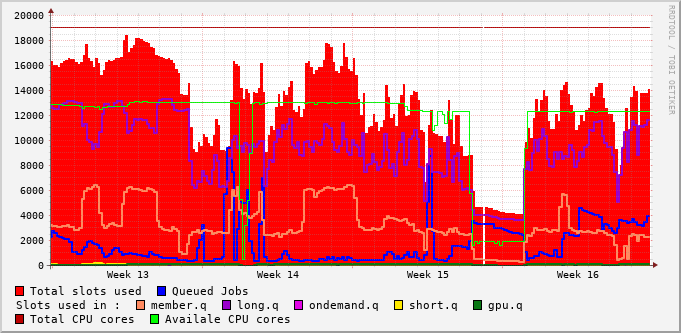 RRDTOOL / TOBI OETIKER
20000
18000
16000
14000
12000
10000
8000
6000
4000
2000
0
Week 13 Week 14 Week 15 Week 16
Total slots used Queued Jobs
Slots used in : member.q long.q ondemand.q short.q gpu.q
Total CPU cores Availale CPU cores